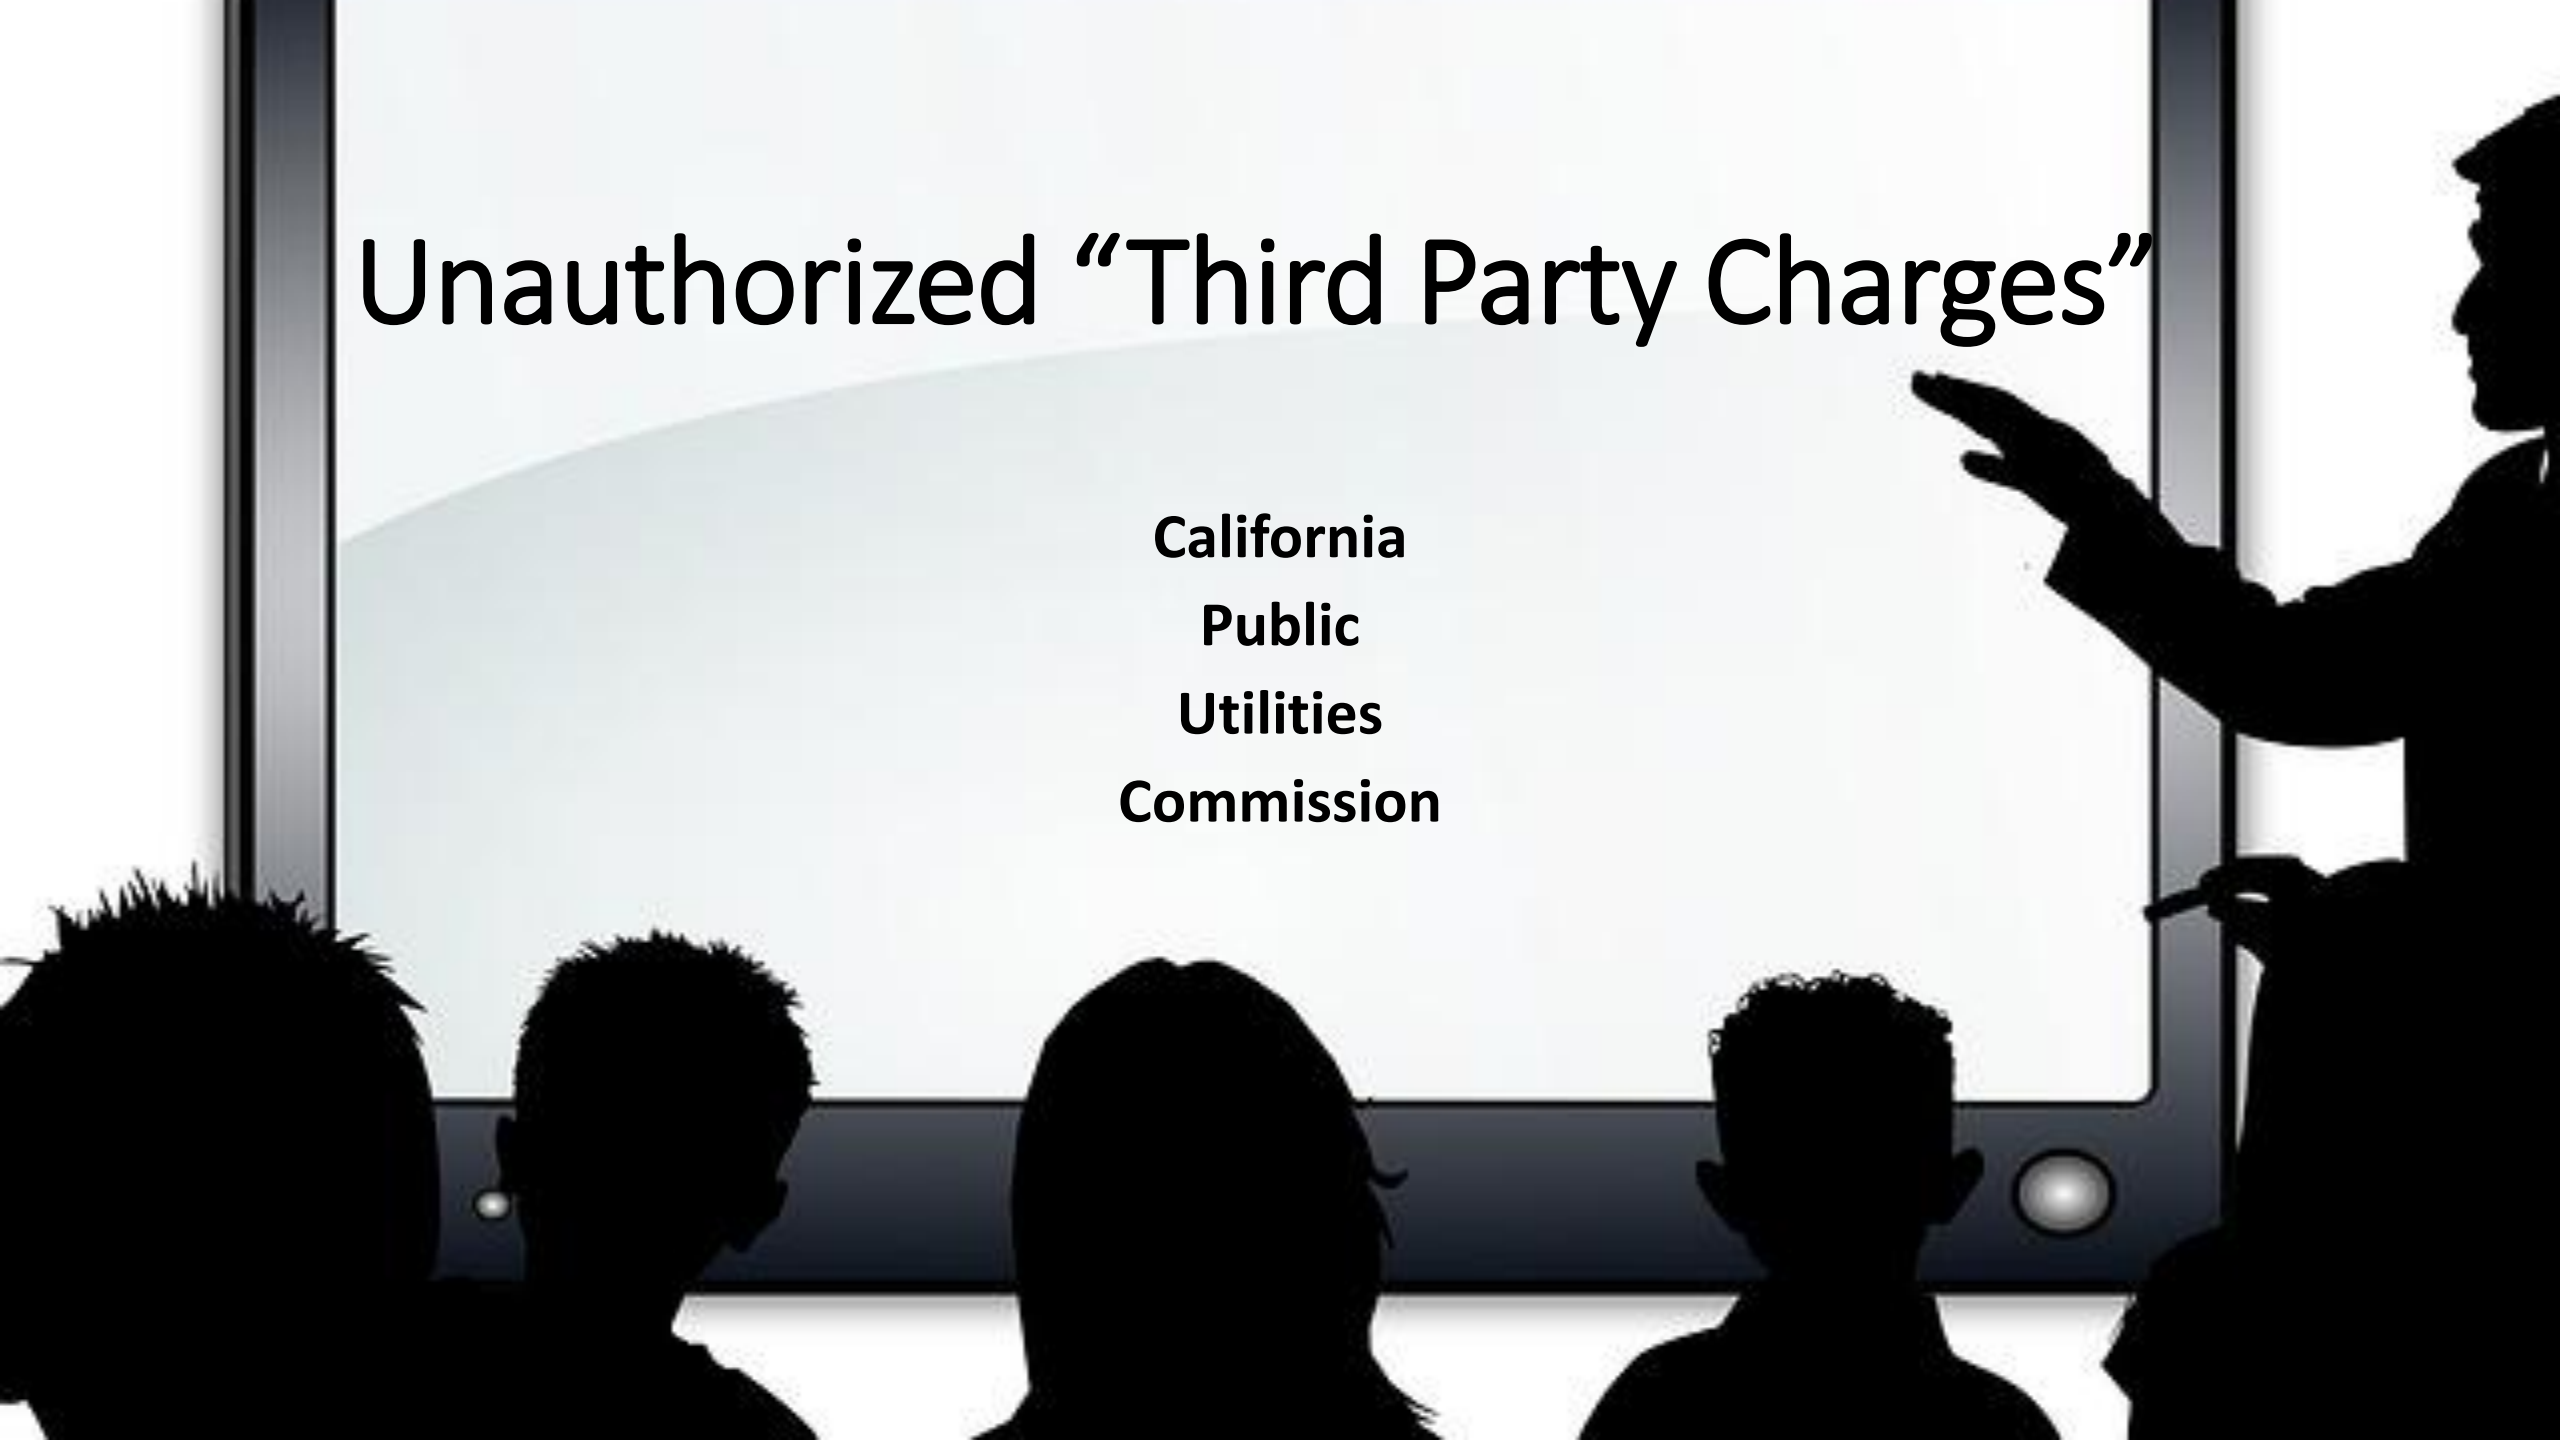 Unauthorized “Third Party Charges”
California
Public
Utilities
Commission